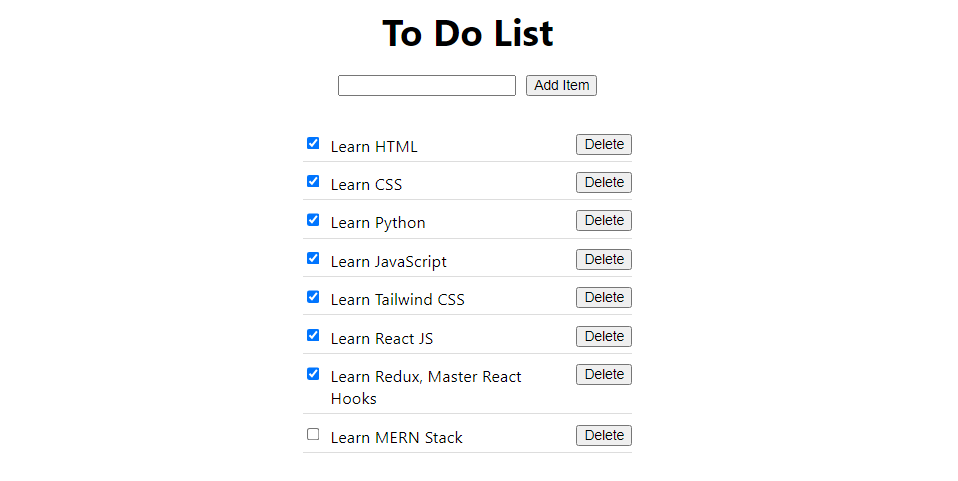 To Do List
Add Item
Learn HTML Delete
Learn CSS Delete
Learn Python Delete
Learn JavaScript Delete
Learn Tailwind CSS Delete
Learn React JS Delete
Learn Redux, Master React Delete
Hooks
Learn MERN Stack Delete